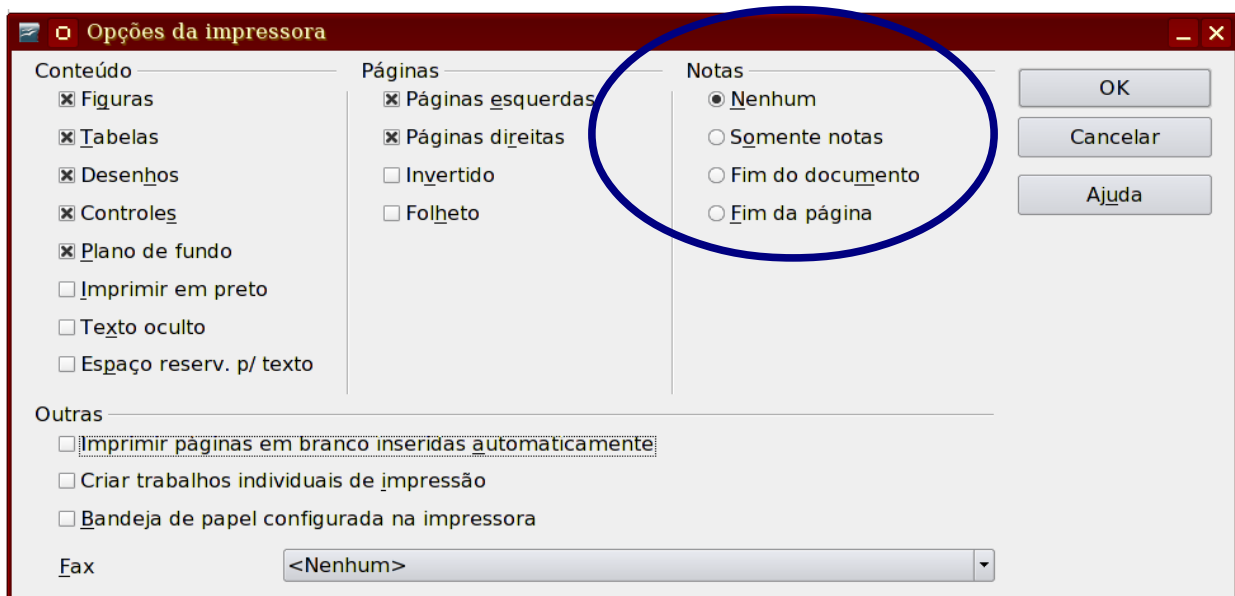 Opções da impressora
Conteúdo
Figuras
Tabelas
Desenhos
Controles
Plano de fundo
Imprimir em preto
Texto oculto
Espaço reserv. p/ texto
Páginas
Páginas esquerdas
Páginas direitas
Invertido
Folheto
Notas
Nenhum
Somente notas
Fim do documento
Fim da página
OK
Cancelar
Ajuda
Outras
Imprimir páginas em branco inseridas automaticamente
Criar trabalhos individuais de impressão
Bandeja de papel configurada na impressora
Fax
<Nenhum>